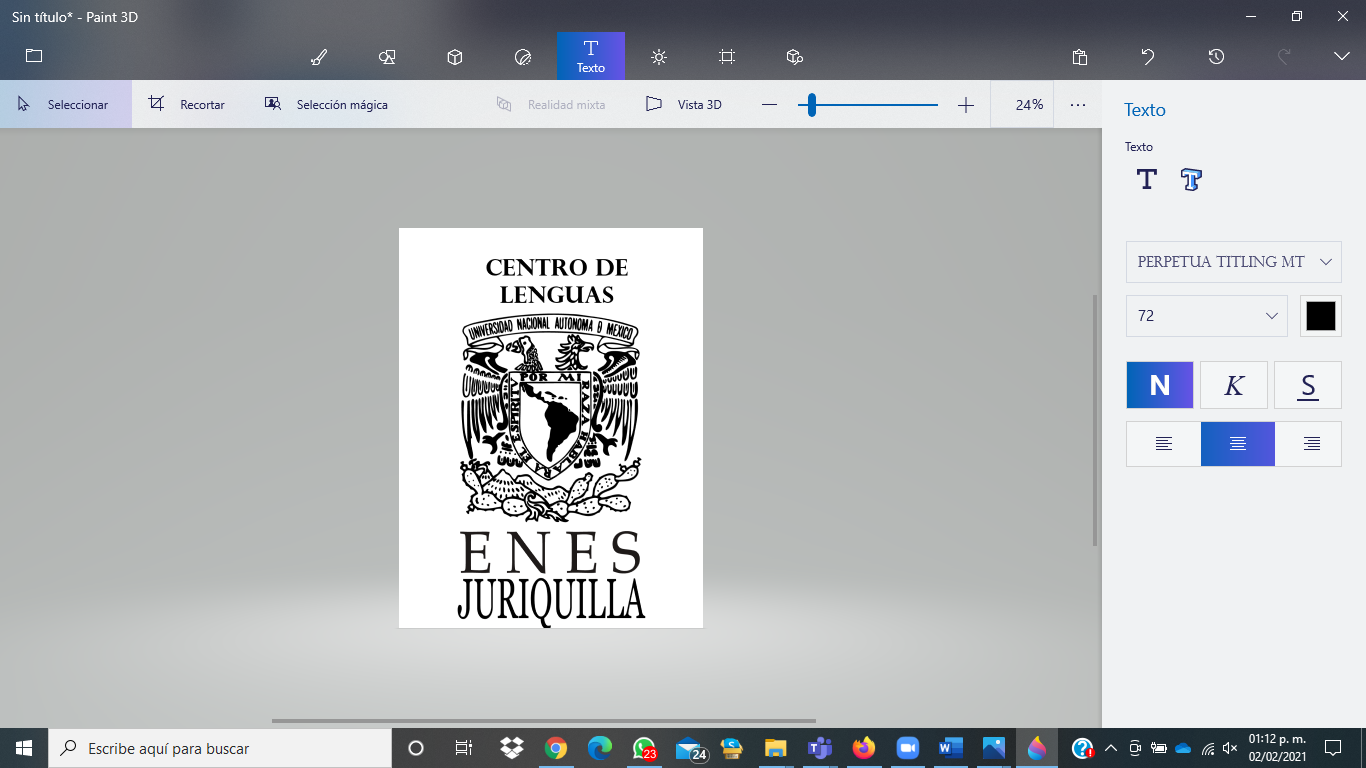 Sin título* - Paint 3D
Texto
Seleccionar
Recortar
Selección mágica
Realidad mixta
Vista 3D
24%
Texto
Texto
PERPETUA TITLING MT
72
N
K
S
CENTRO DE
LENGUAS
UNIVERSIDAD NACIONAL AUTONOMA D MEXICO
POR MI RAZA HABLARA EL ESPIRITV
ENES
JURIQUILLA
Escribe aquí para buscar
23
24
01:12 p. m.
02/02/2021